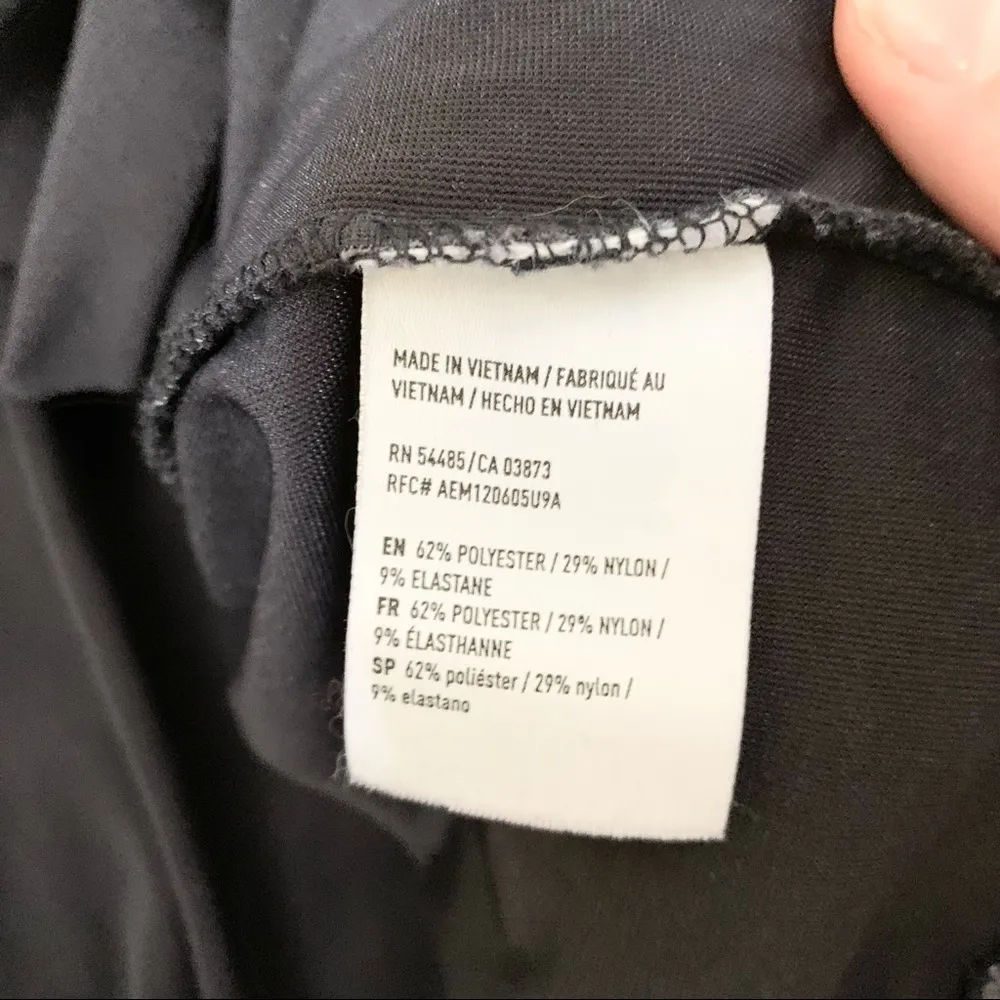 MADE IN VIETNAM / FABRIQUÉ AU
VIETNAM / HECHO EN VIETNAM
RN 54485/CA 03873
RFC# AEM120605U9A
EN 62% POLYESTER / 29% NYLON /
9% ELASTANE
FR 62% POLYESTER / 29% NYLON /
9% ÉLASTHANNE
SP 62% poliéster / 29% nylon /
9% elastano